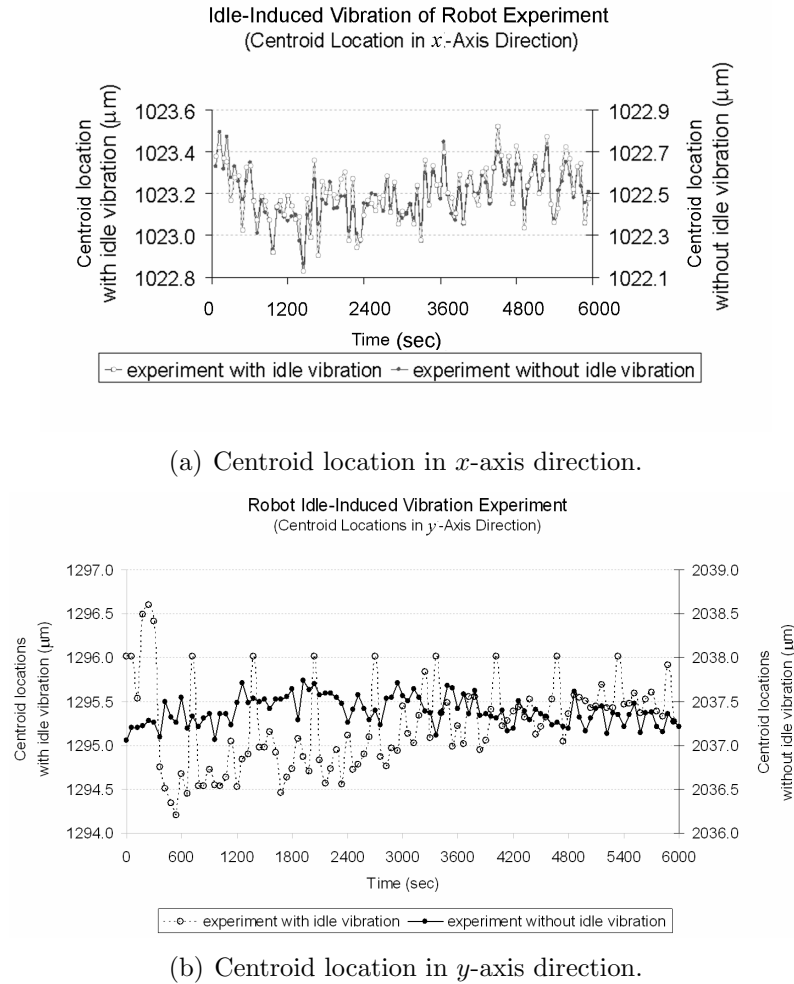 Idle-Induced Vibration of Robot Experiment
(Centroid Location in x-Axis Direction)
Centroid location
with idle vibration (μm)
1023.6
1023.4
1023.2
1023.0
1022.8
1022.9
1022.7
1022.5
1022.3
1022.1
Centroid location
without idle vibration (μm)
0 1200 2400 3600 4800 6000
Time (sec)
experiment with idle vibration experiment without idle vibration
(a) Centroid location in x-axis direction.
Robot Idle-Induced Vibration Experiment
(Centroid Locations in y-Axis Direction)
Centroid locations
with idle vibration (μm)
1297.0
1296.5
1296.0
1295.5
1295.0
1294.5
1294.0
2039.0
2038.5
2038.0
2037.5
2037.0
2036.5
2036.0
Centroid locations
without idle vibration (μm)
0 600 1200 1800 2400 3000 3600 4200 4800 5400 6000
Time (sec)
experiment with idle vibration experiment without idle vibration
(b) Centroid location in y-axis direction.